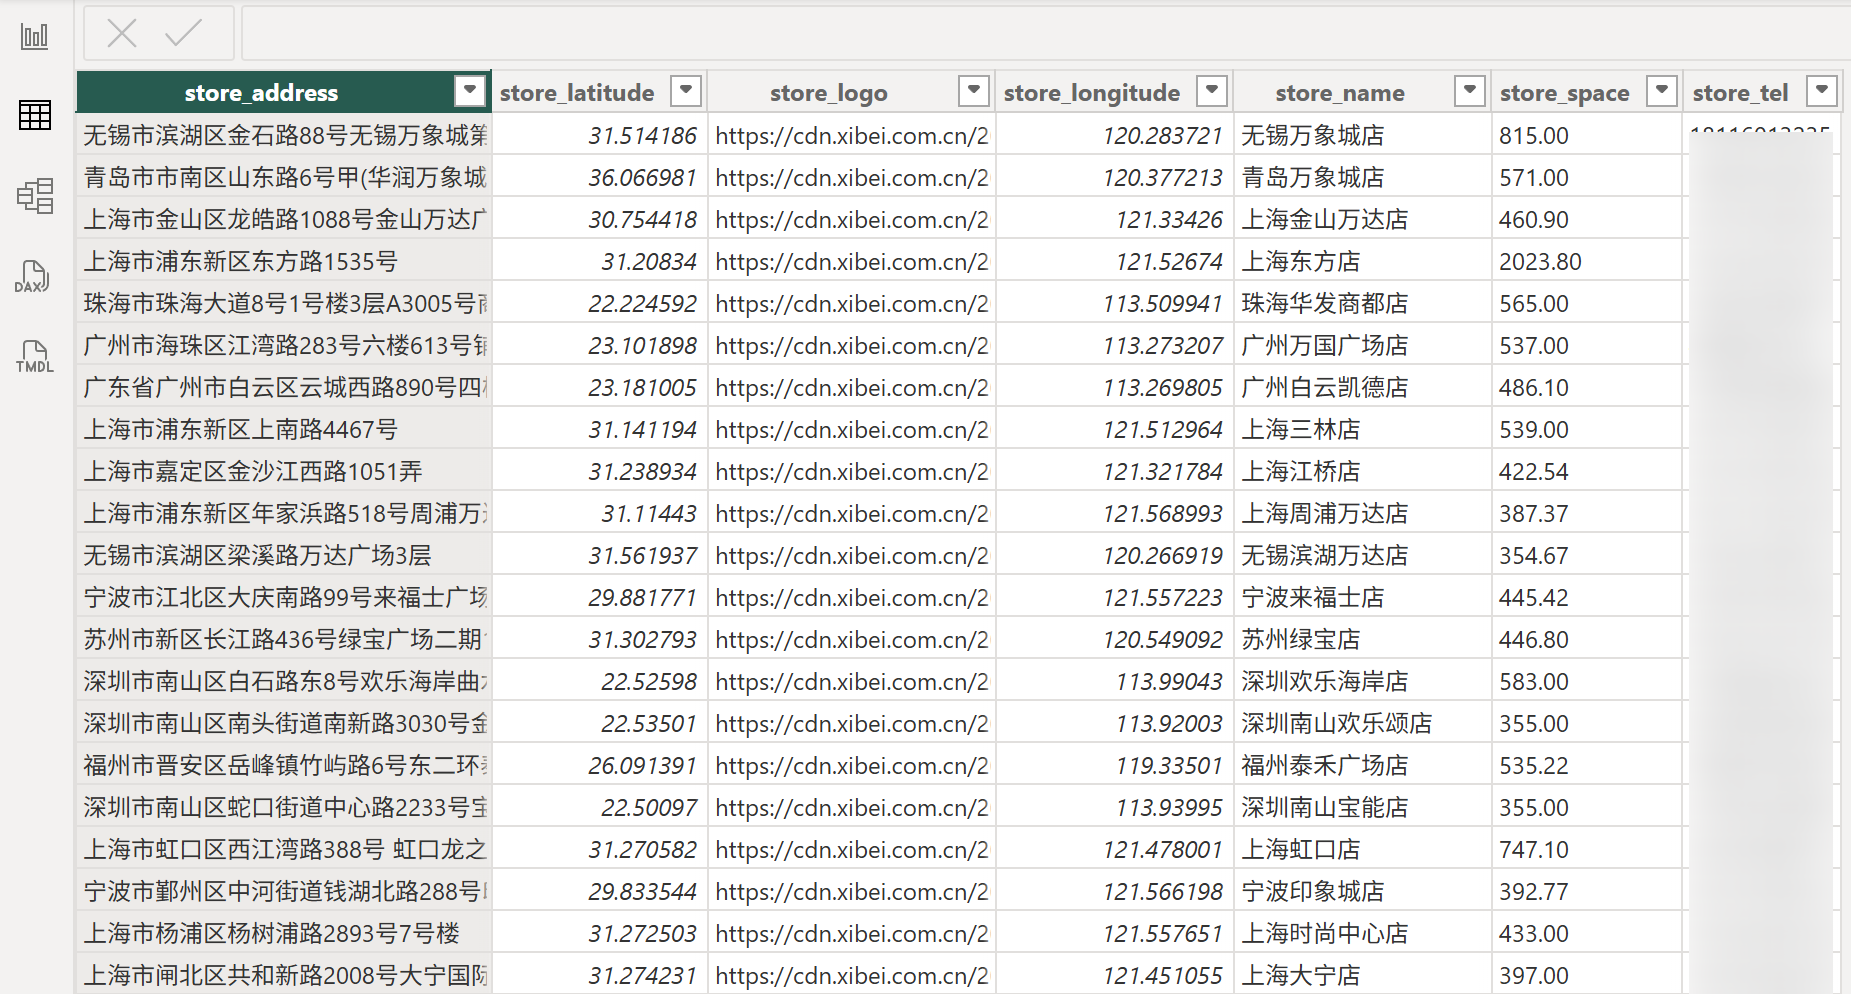 store_address store_latitude store_logo store_longitude store_name store_space store_tel
无锡市滨湖区金石路88号无锡万象城第 31.514186 https://cdn.xibei.com.cn/2 120.283721 无锡万象城店 815.00
青岛市市南区山东路6号甲(华润万象城 36.066981 https://cdn.xibei.com.cn/2 120.377213 青岛万象城店 571.00
上海市金山区龙皓路1088号金山万达广 30.754418 https://cdn.xibei.com.cn/2 121.33426 上海金山万达店 460.90
上海市浦东新区东方路1535号 31.20834 https://cdn.xibei.com.cn/2 121.52674 上海东方店 2023.80
DAX
珠海市珠海大道8号1号楼3层A3005号商 22.224592 https://cdn.xibei.com.cn/2 113.509941 珠海华发商都店 565.00
广州市海珠区江湾路283号六楼613号铺 23.101898 https://cdn.xibei.com.cn/2 113.273207 广州万国广场店 537.00
TMDL
广东省广州市白云区云城西路890号四 23.181005 https://cdn.xibei.com.cn/2 113.269805 广州白云凯德店 486.10
上海市浦东新区上南路4467号 31.141194 https://cdn.xibei.com.cn/2 121.512964 上海三林店 539.00
上海市嘉定区金沙江西路1051弄 31.238934 https://cdn.xibei.com.cn/2 121.321784 上海江桥店 422.54
上海市浦东新区年家浜路518号周浦万 31.11443 https://cdn.xibei.com.cn/2 121.568993 上海周浦万达店 387.37
无锡市滨湖区梁溪路万达广场3层 31.561937 https://cdn.xibei.com.cn/2 120.266919 无锡滨湖万达店 354.67
宁波市江北区大庆南路99号来福士广场 29.881771 https://cdn.xibei.com.cn/2 121.557223 宁波来福士店 445.42
苏州市新区长江路436号绿宝广场二期 31.302793 https://cdn.xibei.com.cn/2 120.549092 苏州绿宝店 446.80
深圳市南山区白石路东8号欢乐海岸曲 22.52598 https://cdn.xibei.com.cn/2 113.99043 深圳欢乐海岸店 583.00
深圳市南山区南头街道南新路3030号金 22.53501 https://cdn.xibei.com.cn/2 113.92003 深圳南山欢乐颂店 355.00
福州市晋安区岳峰镇竹屿路6号东二环 26.091391 https://cdn.xibei.com.cn/2 119.33501 福州泰禾广场店 535.22
深圳市南山区蛇口街道中心路2233号宝 22.50097 https://cdn.xibei.com.cn/2 113.93995 深圳南山宝能店 355.00
上海市虹口区西江湾路388号 虹口龙之 31.270582 https://cdn.xibei.com.cn/2 121.478001 上海虹口店 747.10
宁波市鄞州区中河街道钱湖北路288号 29.833544 https://cdn.xibei.com.cn/2 121.566198 宁波印象城店 392.77
上海市杨浦区杨树浦路2893号7号楼 31.272503 https://cdn.xibei.com.cn/2 121.557651 上海时尚中心店 433.00
上海市闸北区共和新路2008号大宁国际 31.274231 https://cdn.xibei.com.cn/2 121.451055 上海大宁店 397.00